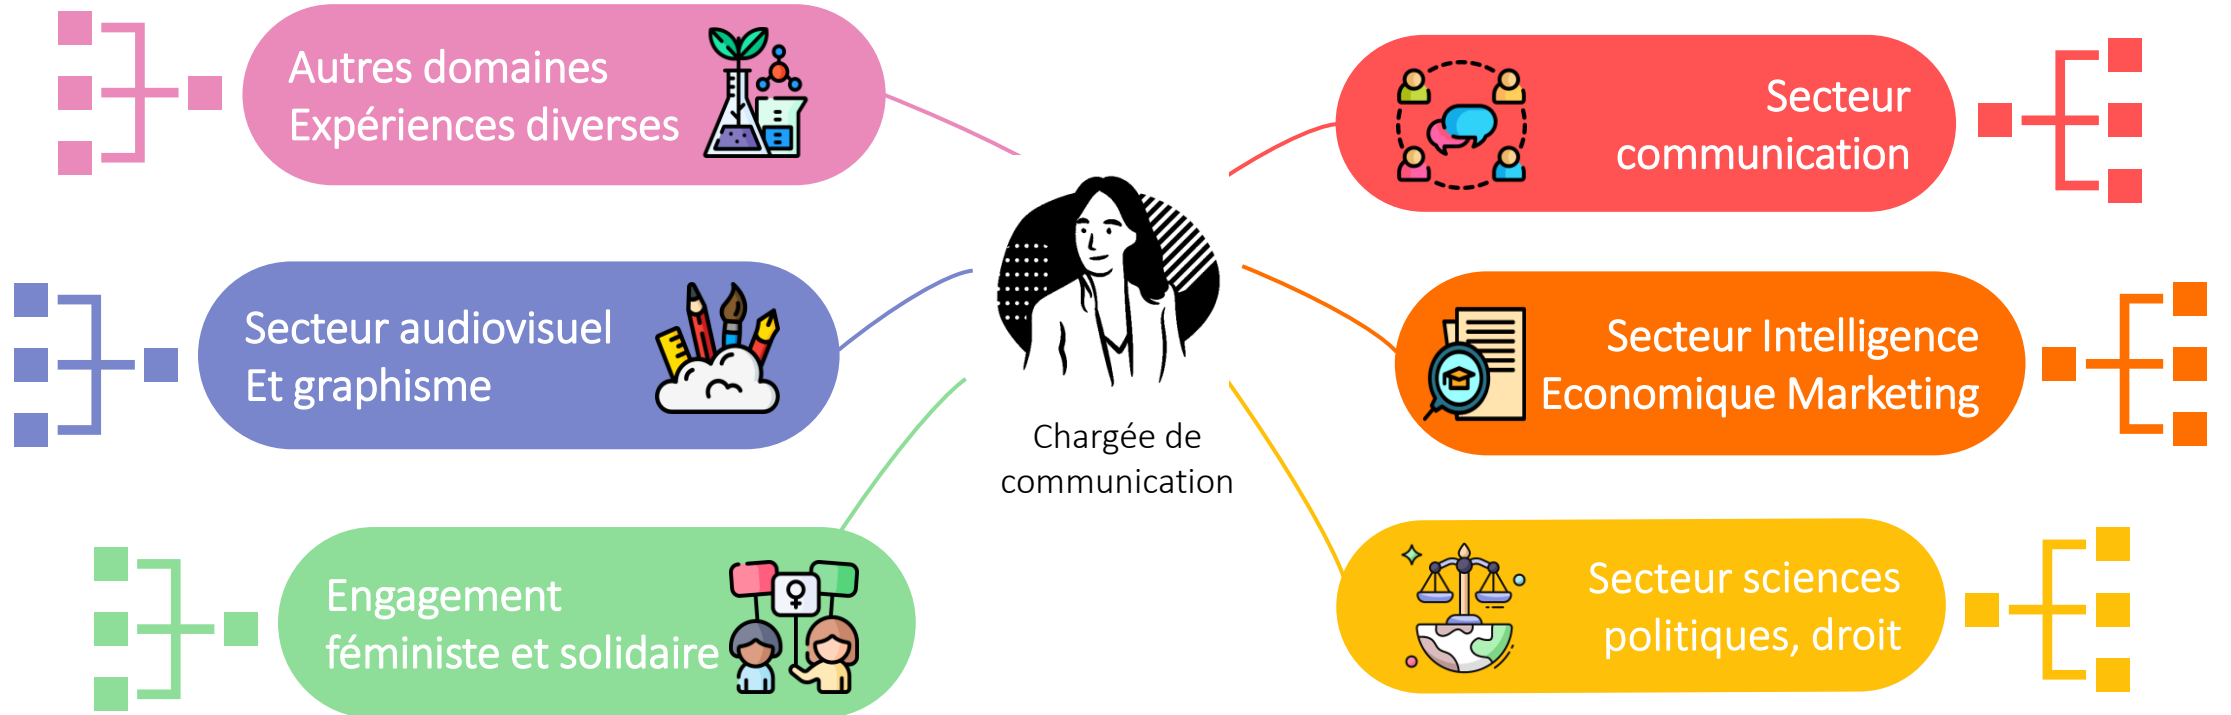 Autres domaines
Expériences diverses
Secteur audiovisuel
Et graphisme
Engagement
féministe et solidaire
Chargée de
communication
Secteur
communication
Secteur Intelligence
Economique Marketing
Secteur sciences
politiques, droit